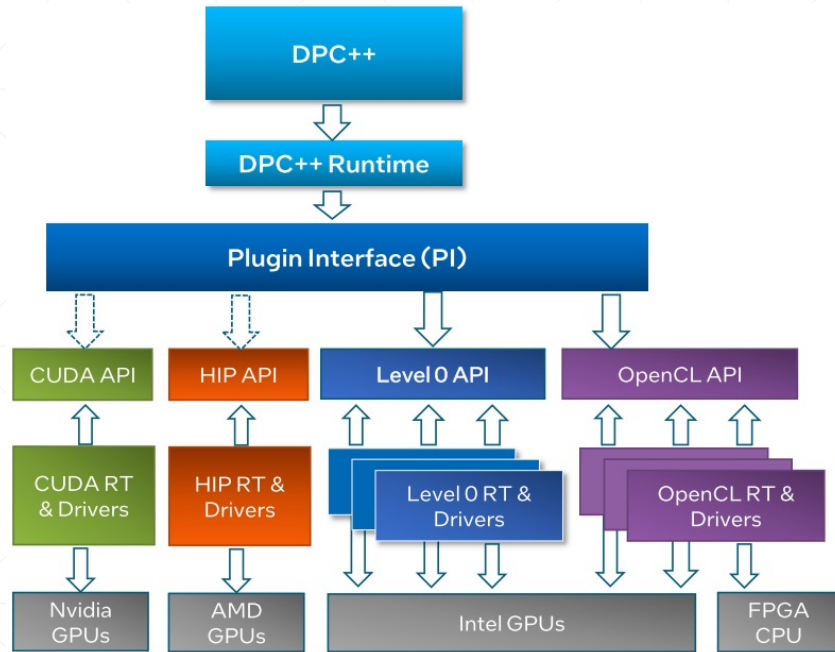 DPC++
DPC++ Runtime
Plugin Interface (PI)
CUDA API
HIP API
Level 0 API
OpenCL API
CUDA RT
& Drivers
HIP RT &
Drivers
Level 0 RT &
Drivers
OpenCL RT &
Drivers
Nvidia
GPUs
AMD
GPUs
Intel GPUs
FPGA
CPU